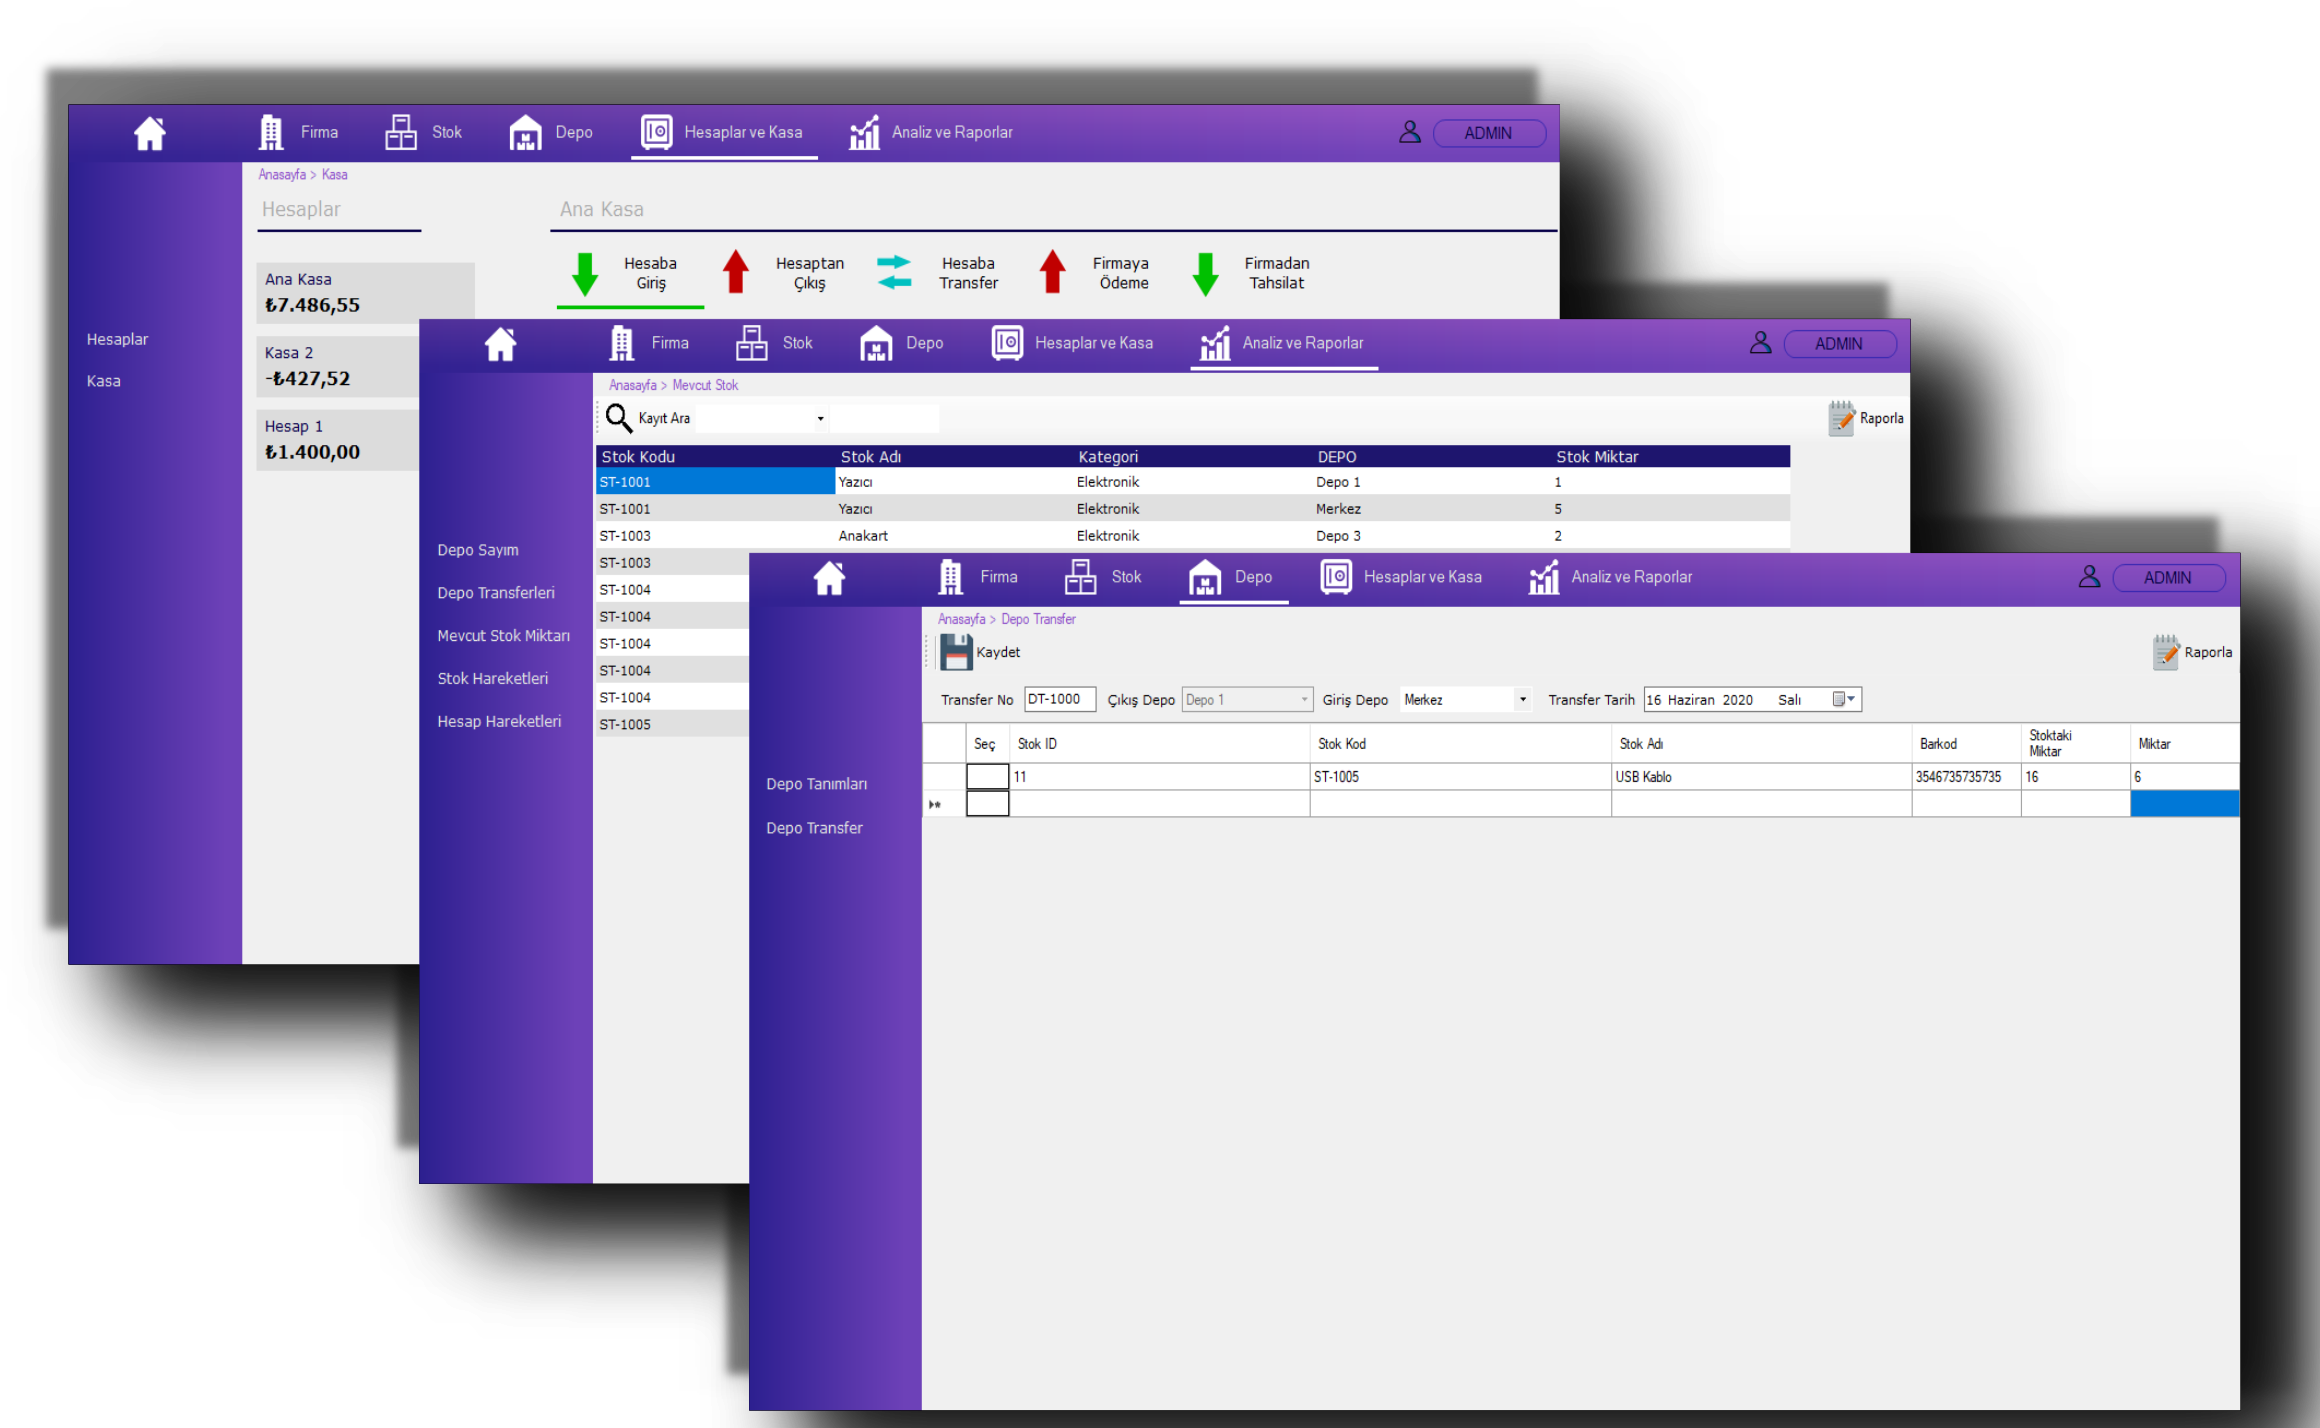 Firma Stok Depo Hesaplar ve Kasa Analiz ve Raporlar ADMIN
Anasayfa > Kasa
Hesaplar Ana Kasa
Hesaba Giriş
Hesaptan Çıkış
Hesaba Transfer
Firmaya Ödeme
Firmadan Tahsilat
Ana Kasa
₺7.486,55
Kasa 2
-₺427,52
Hesap 1
₺1.400,00
Hesaplar
Kasa
Firma Stok Depo Hesaplar ve Kasa Analiz ve Raporlar ADMIN
Anasayfa > Mevcut Stok
Kayıt Ara Raporla
Stok Kodu Stok Adı Kategori DEPO Stok Miktar
ST-1001 Yazıcı Elektronik Depo 1 1
ST-1001 Yazıcı Elektronik Merkez 5
ST-1003 Anakart Elektronik Depo 3 2
ST-1003
ST-1004
ST-1004
ST-1004
ST-1004
ST-1004
ST-1005
Depo Sayım
Depo Transferleri
Mevcut Stok Miktarı
Stok Hareketleri
Hesap Hareketleri
Firma Stok Depo Hesaplar ve Kasa Analiz ve Raporlar ADMIN
Anasayfa > Depo Transfer
Kaydet Raporla
Transfer No DT-1000 Çıkış Depo Depo 1 Giriş Depo Merkez Transfer Tarih 16 Haziran 2020 Salı
Seç Stok ID Stok Kod Stok Adı Barkod Stoktaki Miktar Miktar
11 ST-1005 USB Kablo 3546735735735 16 6
Depo Tanımları
Depo Transfer